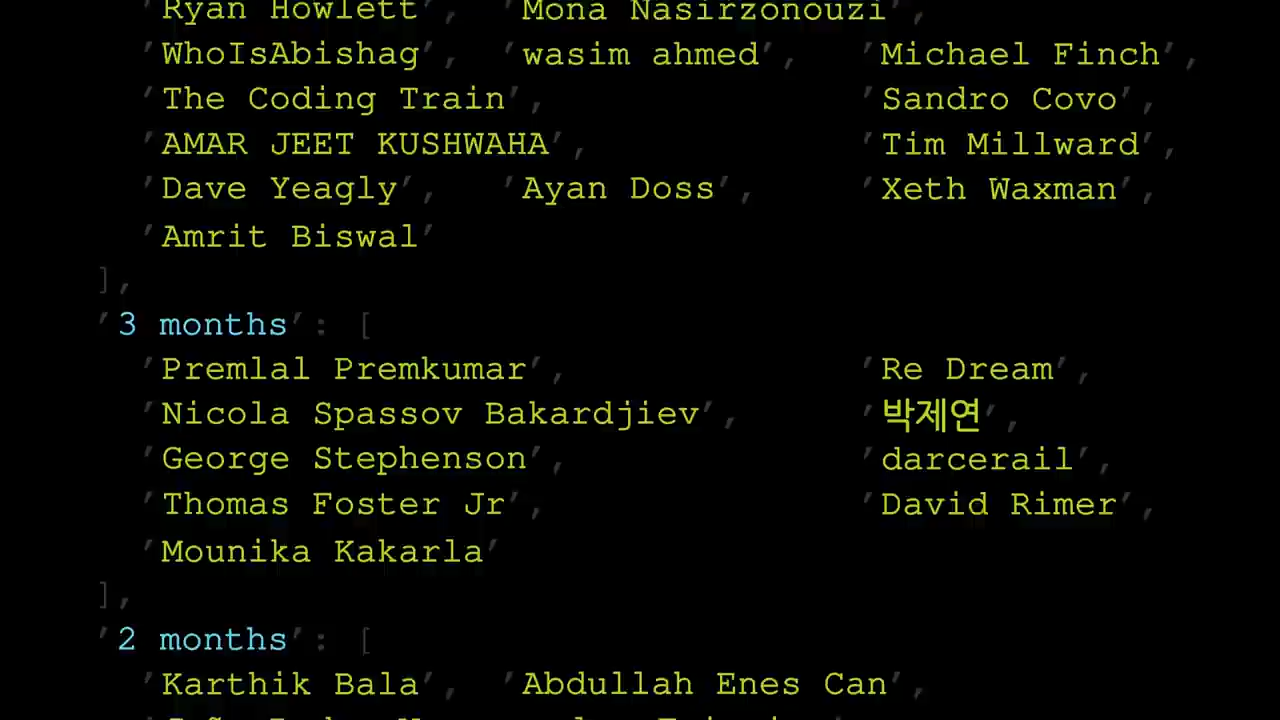 'Ryan Howlett', 'Mona Nasirzonouzi',
'WhoIsAbishag', 'wasim ahmed', 'Michael Finch',
'The Coding Train', 'Sandro Covo',
'AMAR JEET KUSHWAHA', 'Tim Millward',
'Dave Yeagly', 'Ayan Doss', 'Xeth Waxman',
'Amrit Biswal'
],
'3 months': [
'Premlal Premkumar', 'Re Dream',
'Nicola Spassov Bakardjiev', '박제연',
'George Stephenson', 'darcerail',
'Thomas Foster Jr', 'David Rimer',
'Mounika Kakarla'
],
'2 months': [
'Karthik Bala', 'Abdullah Enes Can',